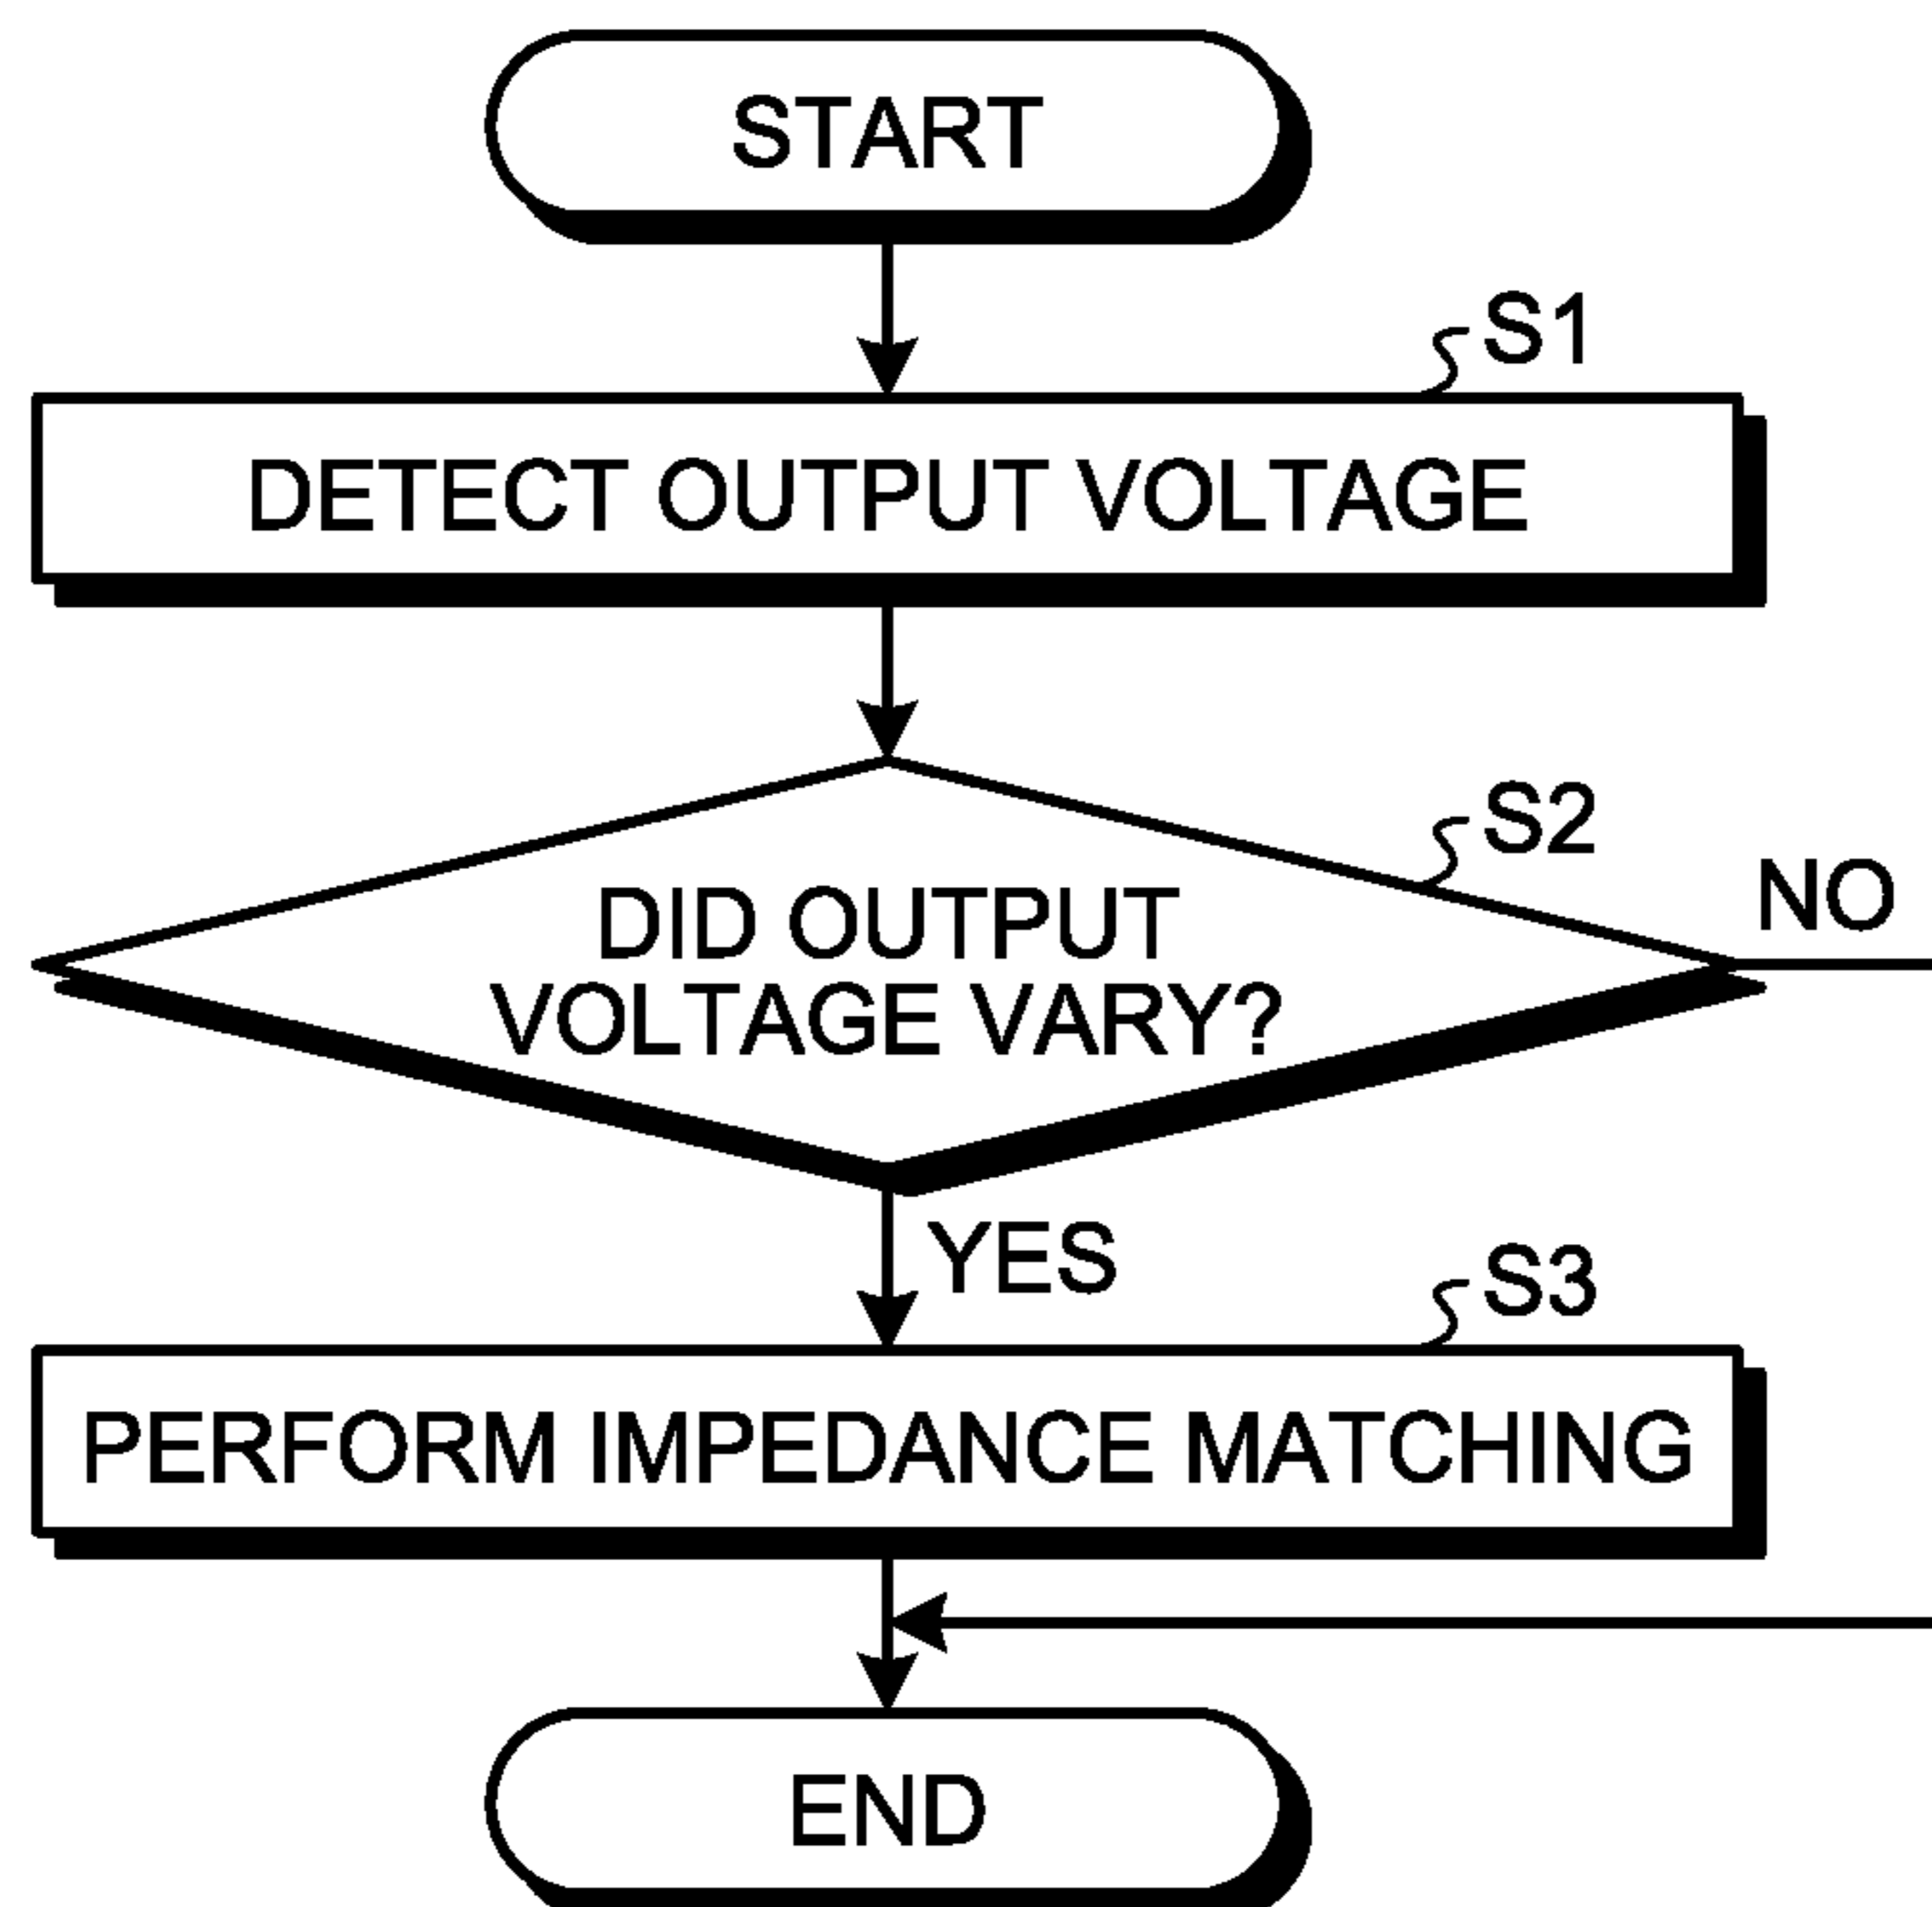 START
S1
DETECT OUTPUT VOLTAGE
S2
NO
DID OUTPUT
VOLTAGE VARY?
YES
S3
PERFORM IMPEDANCE MATCHING
END